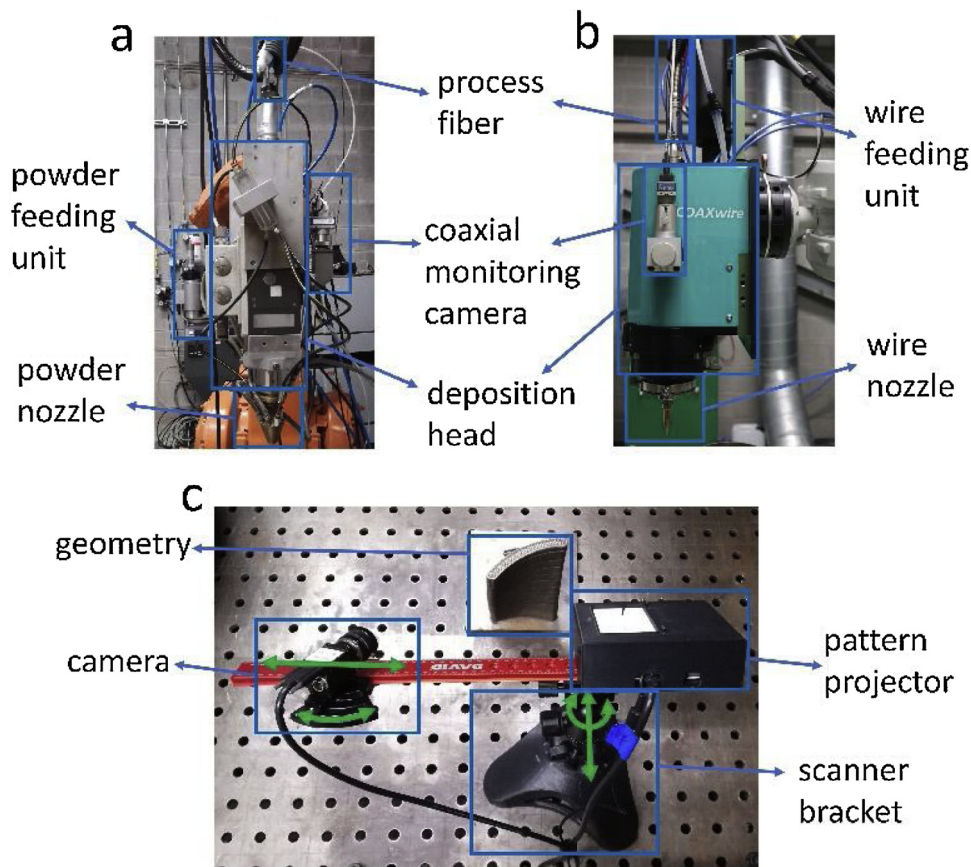 a
b
process
fiber
wire
feeding
unit
powder
feeding
unit
COAXwire
coaxial
monitoring
camera
powder
nozzle
deposition
head
wire
nozzle
c
geometry
camera
DAVID
pattern
projector
scanner
bracket